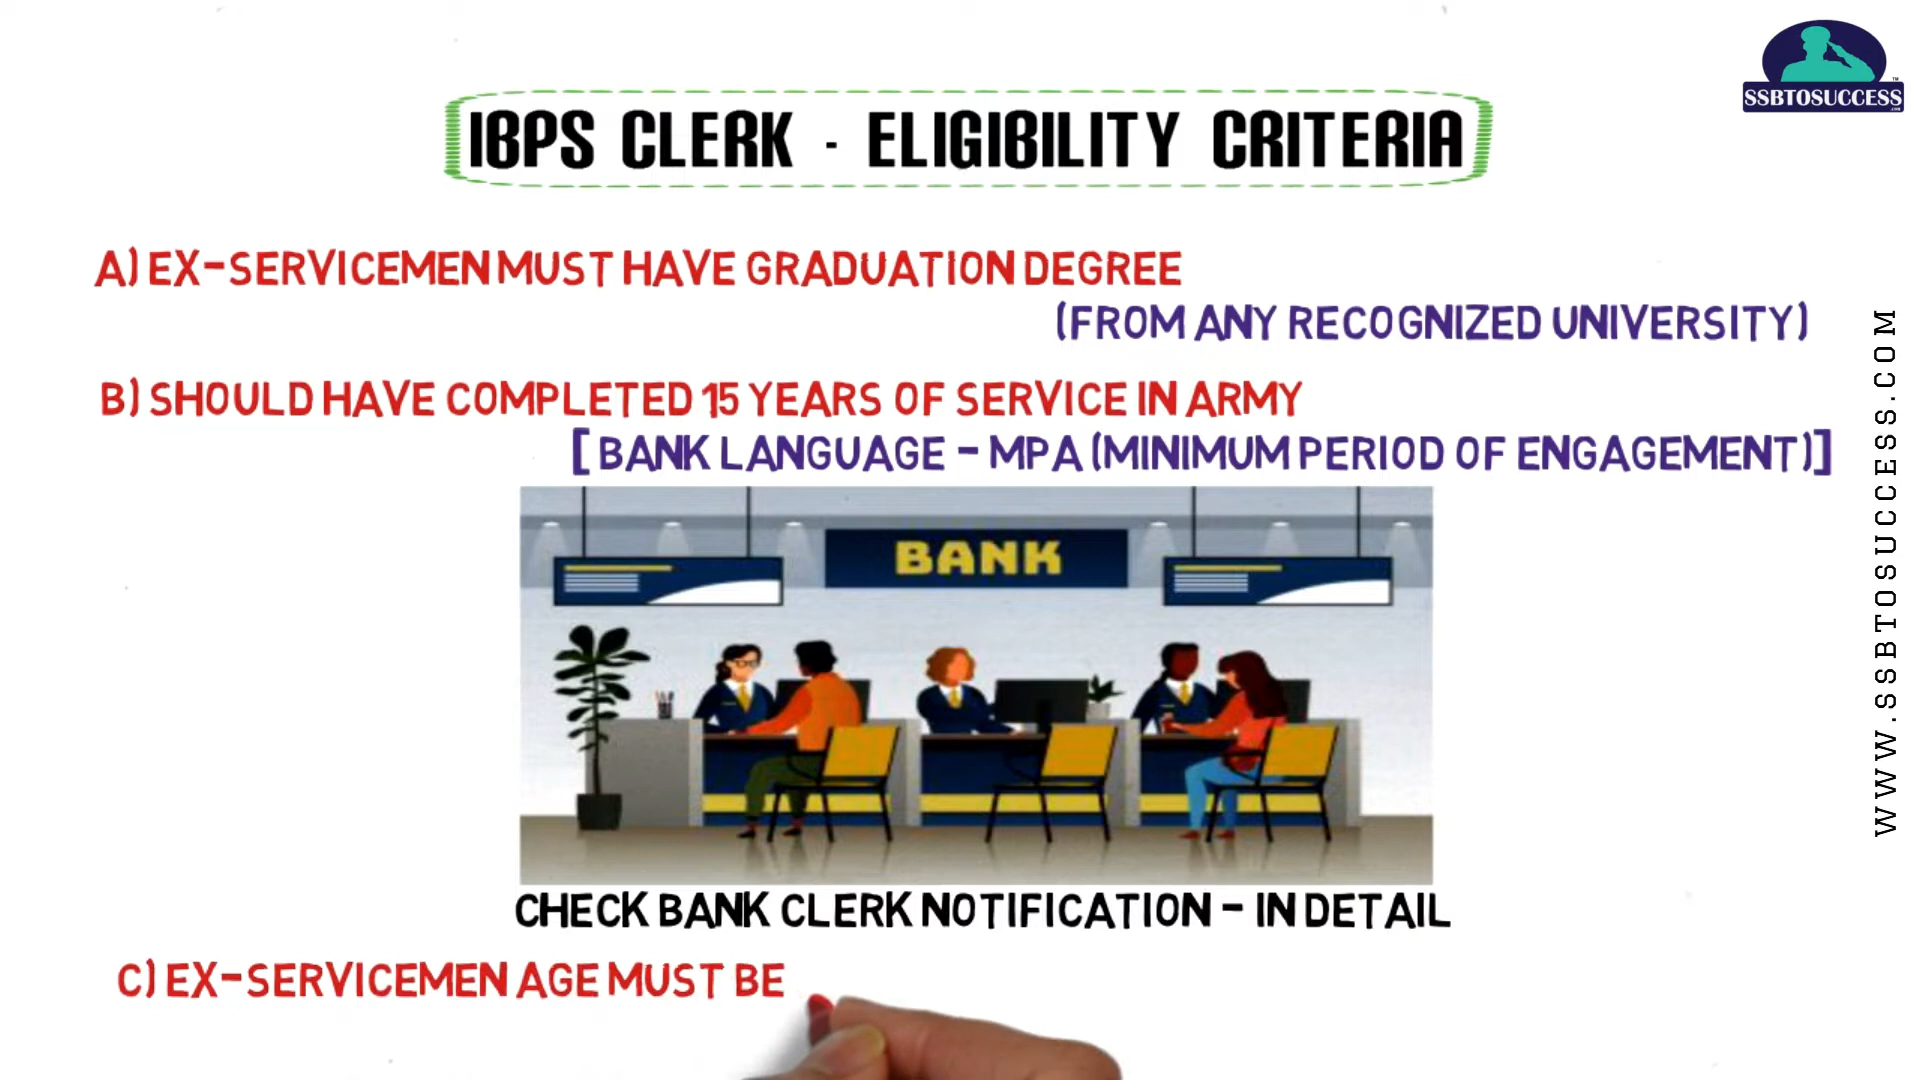 SSBTOSUCCESS
IBPS CLERK - ELIGIBILITY CRITERIA
A) EX-SERVICEMEN MUST HAVE GRADUATION DEGREE
(FROM ANY RECOGNIZED UNIVERSITY)
B) SHOULD HAVE COMPLETED 15 YEARS OF SERVICE IN ARMY
[ BANK LANGUAGE - MPA (MINIMUM PERIOD OF ENGAGEMENT)]
BANK
CHECK BANK CLERK NOTIFICATION - IN DETAIL
C) EX-SERVICEMEN AGE MUST BE
WWW.SSBTOSUCCESS.COM